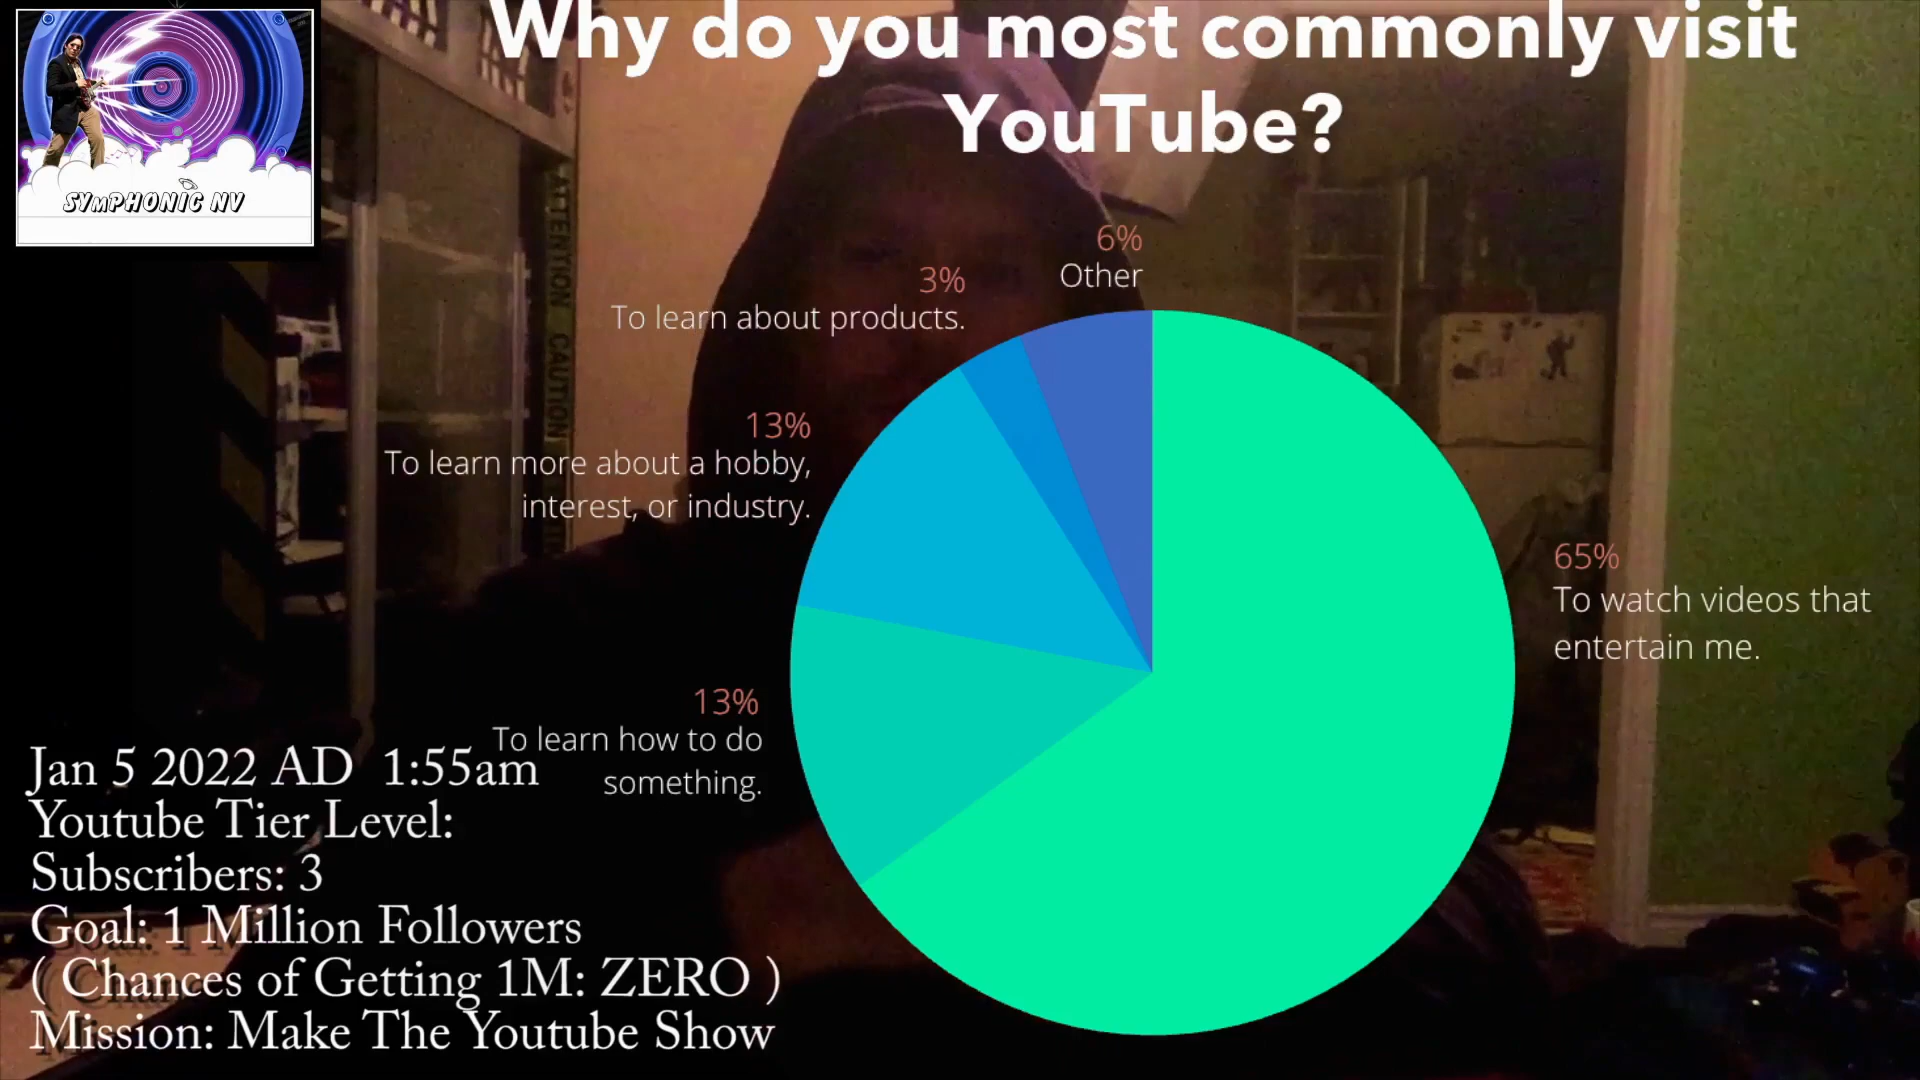 Why do you most commonly visit
YouTube?
SYMPHONIC NV
6%
Other
3%
To learn about products.
13%
To learn more about a hobby,
interest, or industry.
65%
To watch videos that
entertain me.
13%
To learn how to do
something.
ATTENTION CAUTION
Jan 5 2022 AD 1:55am
Youtube Tier Level:
Subscribers: 3
Goal: 1 Million Followers
( Chances of Getting 1M: ZERO )
Mission: Make The Youtube Show